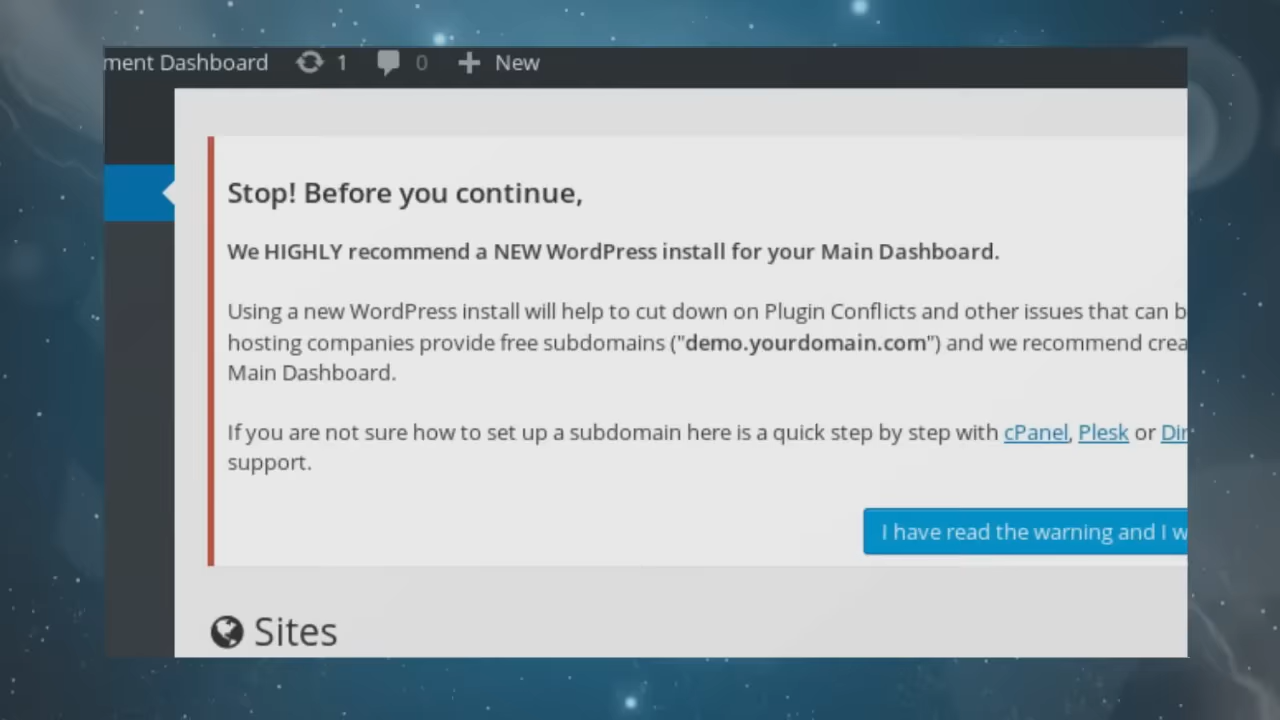 ment Dashboard 1 0 New
Stop! Before you continue,
We HIGHLY recommend a NEW WordPress install for your Main Dashboard.
Using a new WordPress install will help to cut down on Plugin Conflicts and other issues that can b
hosting companies provide free subdomains ("demo.yourdomain.com") and we recommend crea
Main Dashboard.
If you are not sure how to set up a subdomain here is a quick step by step with cPanel, Plesk or Dir
support.
I have read the warning and I w
Sites